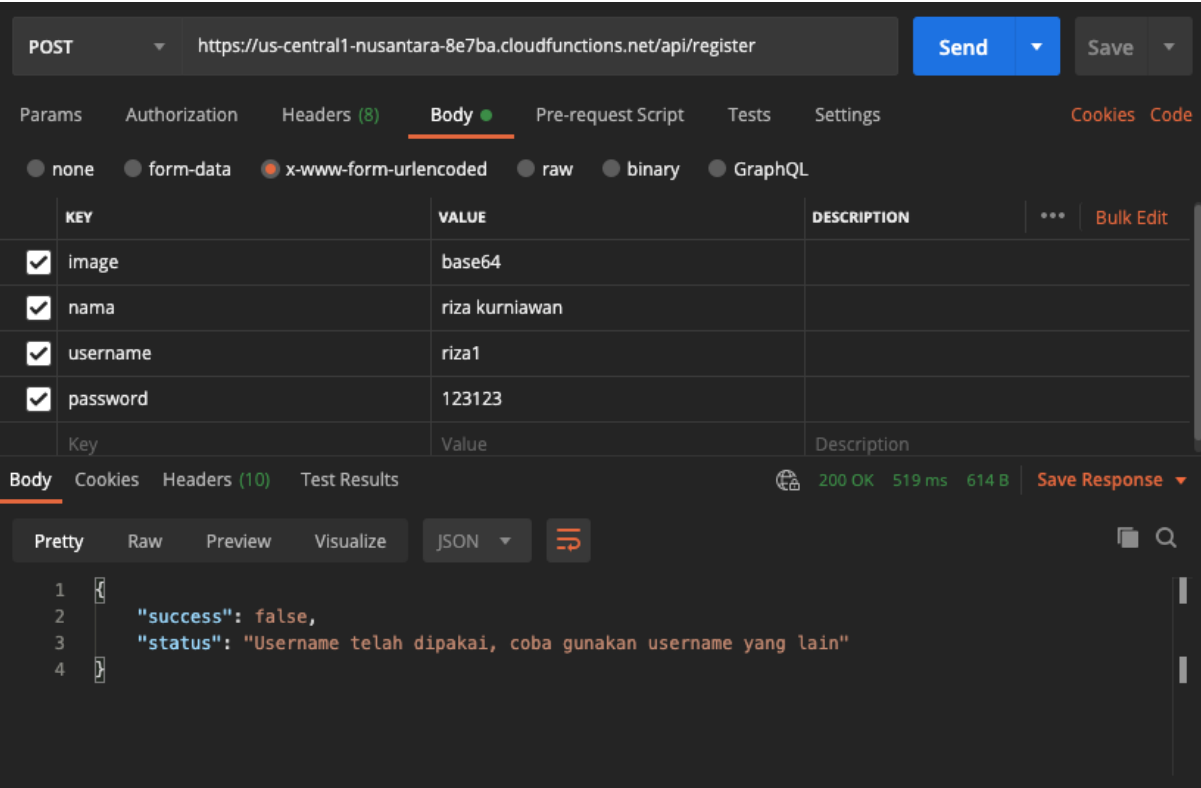 POST https://us-central1-nusantara-8e7ba.cloudfunctions.net/api/register Send Save
Params Authorization Headers (8) Body Pre-request Script Tests Settings Cookies Code
none form-data x-www-form-urlencoded raw binary GraphQL
KEY VALUE DESCRIPTION ••• Bulk Edit
image base64
nama riza kurniawan
username riza1
password 123123
Key Value Description
Body Cookies Headers (10) Test Results 200 OK 519 ms 614 B Save Response
Pretty Raw Preview Visualize JSON
1 {
2 "success": false,
3 "status": "Username telah dipakai, coba gunakan username yang lain"
4 }